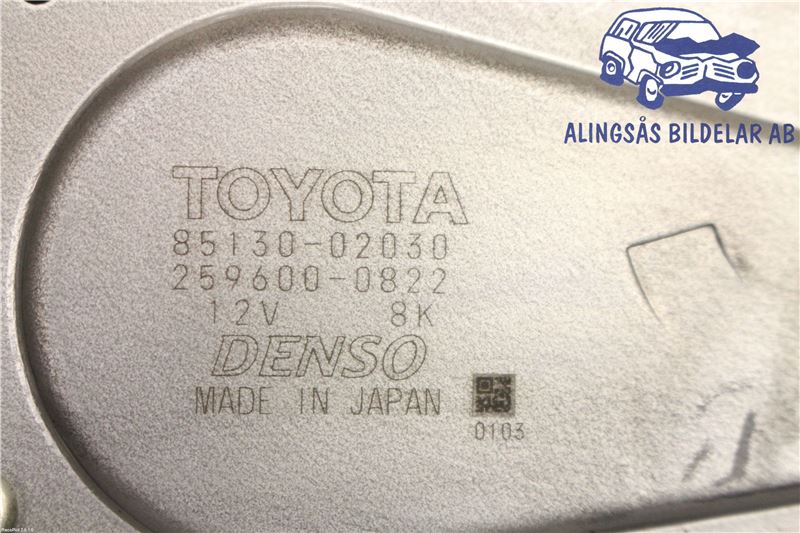 ALINGSÅS BILDELAR AB
TOYOTA
85130-02030
259600-0822
12V 8K
DENSO
MADE IN JAPAN
0103